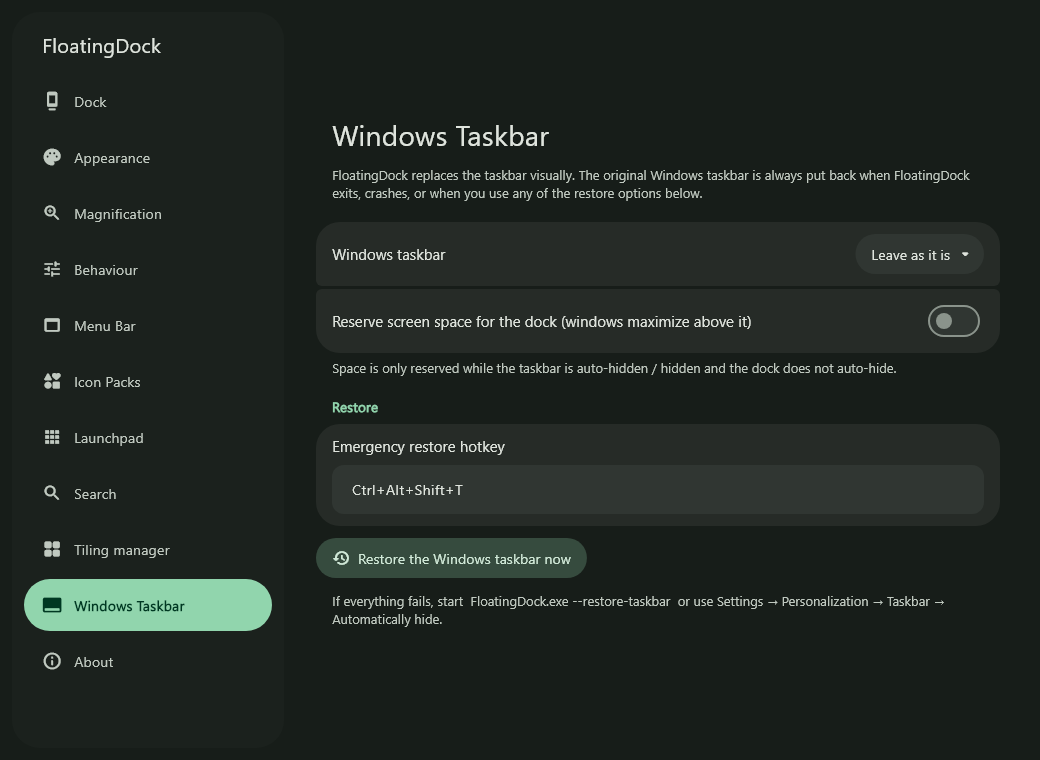 FloatingDock
Dock
Appearance
Magnification
Behaviour
Menu Bar
Icon Packs
Launchpad
Search
Tiling manager
Windows Taskbar
About
Windows Taskbar
FloatingDock replaces the taskbar visually. The original Windows taskbar is always put back when FloatingDock
exits, crashes, or when you use any of the restore options below.
Windows taskbar
Leave as it is
Reserve screen space for the dock (windows maximize above it)
Space is only reserved while the taskbar is auto-hidden / hidden and the dock does not auto-hide.
Restore
Emergency restore hotkey
Ctrl+Alt+Shift+T
Restore the Windows taskbar now
If everything fails, start  FloatingDock.exe --restore-taskbar  or use Settings → Personalization → Taskbar →
Automatically hide.